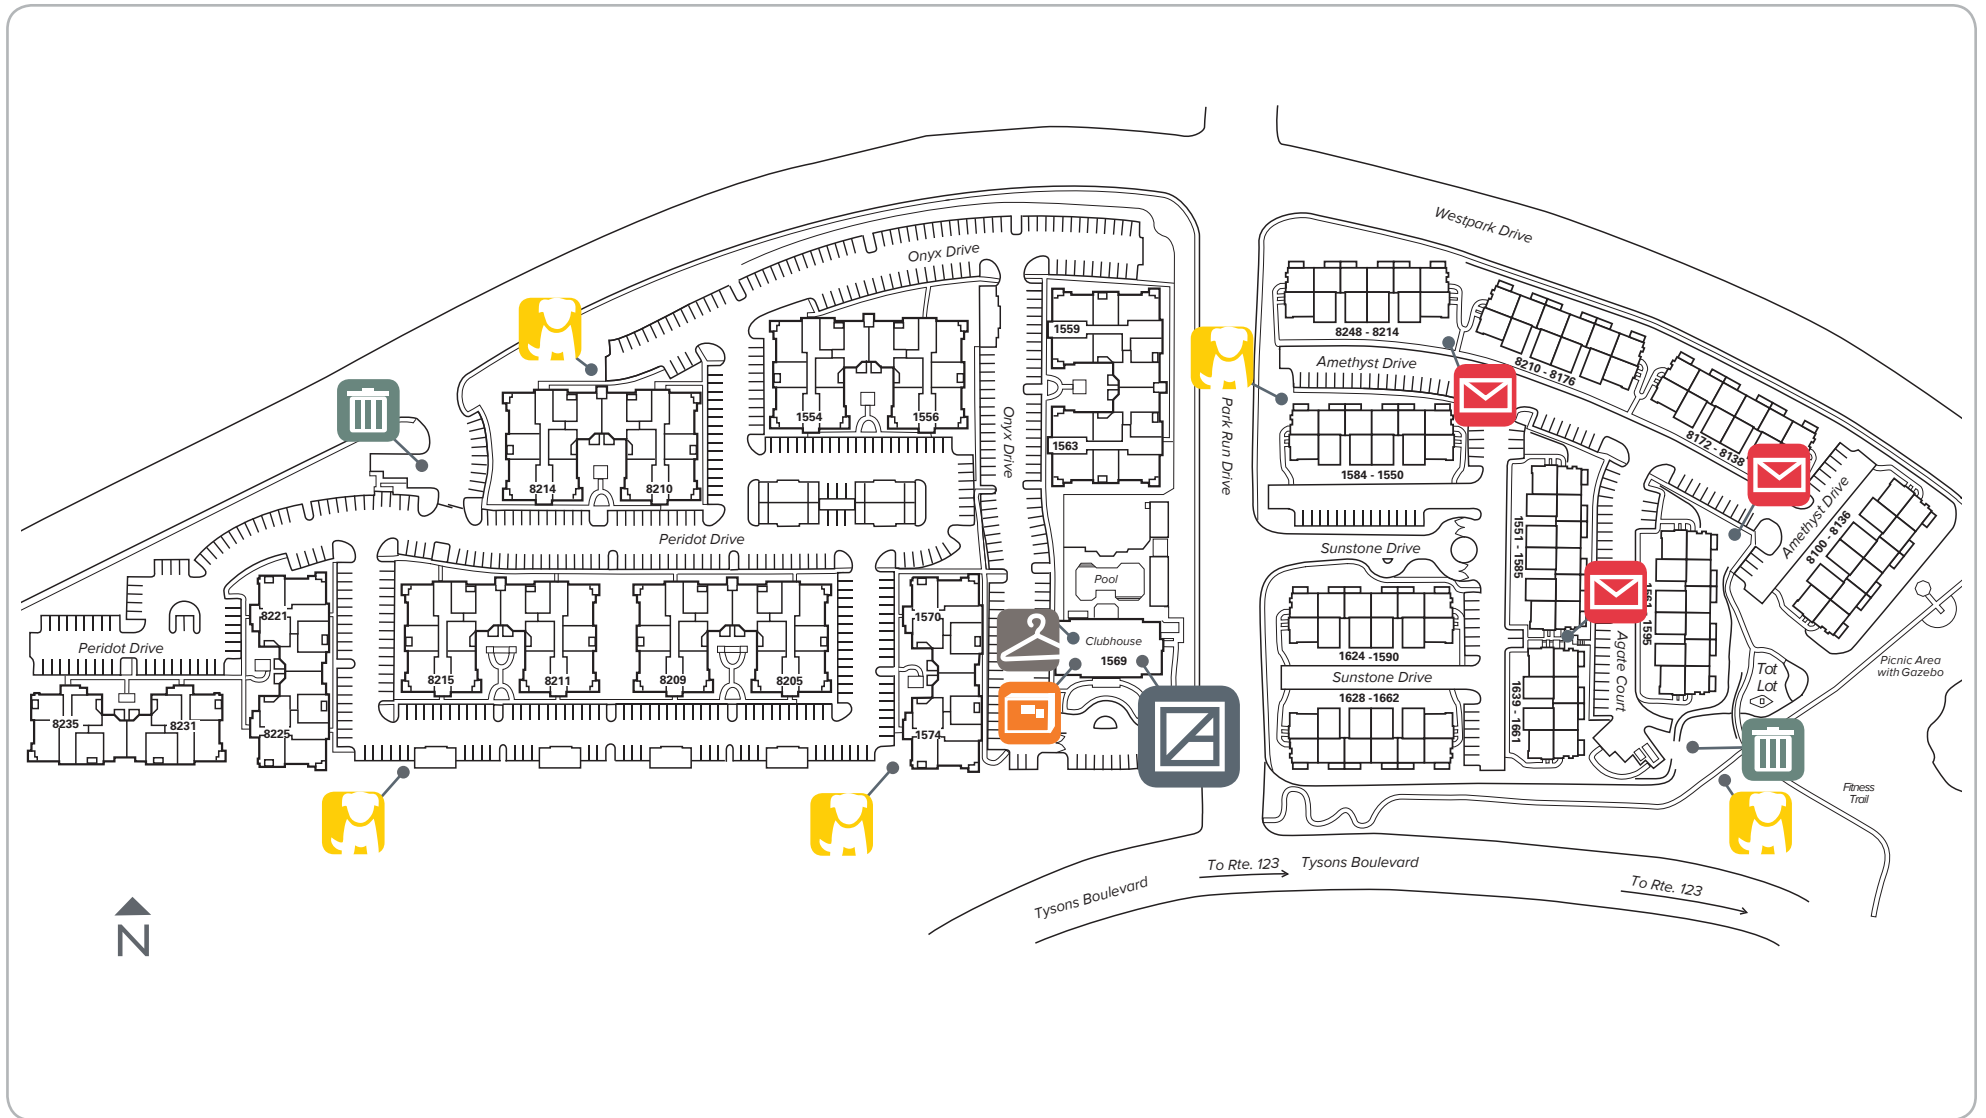 Westpark Drive
Onyx Drive
1559
8248 - 8214
8210 - 8176
Amethyst Drive
1554
1556
Onyx Drive
1563
Park Run Drive
1584 - 1550
8172 - 8138
8214
8210
Amethyst Drive
8100 - 8136
Peridot Drive
Sunstone Drive
1551 - 1585
Pool
8221
1570
Clubhouse
1569
1595
Peridot Drive
1624 -1590
Agate Court
Picnic Area
with Gazebo
Tot
Lot
Sunstone Drive
8215
8211
8209
8205
1628 -1662
1639 - 1661
8235
8231
8225
1574
Fitness
Trail
To Rte. 123
Tysons Boulevard
Tysons Boulevard
To Rte. 123
N